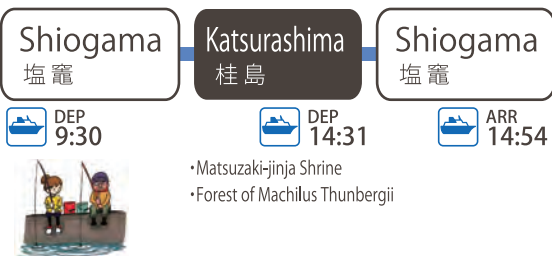 Shiogama
塩竈
Katsurashima
桂島
Shiogama
塩竈
DEP
9:30
DEP
14:31
ARR
14:54
・Matsuzaki-jinja Shrine
・Forest of Machilus Thunbergii